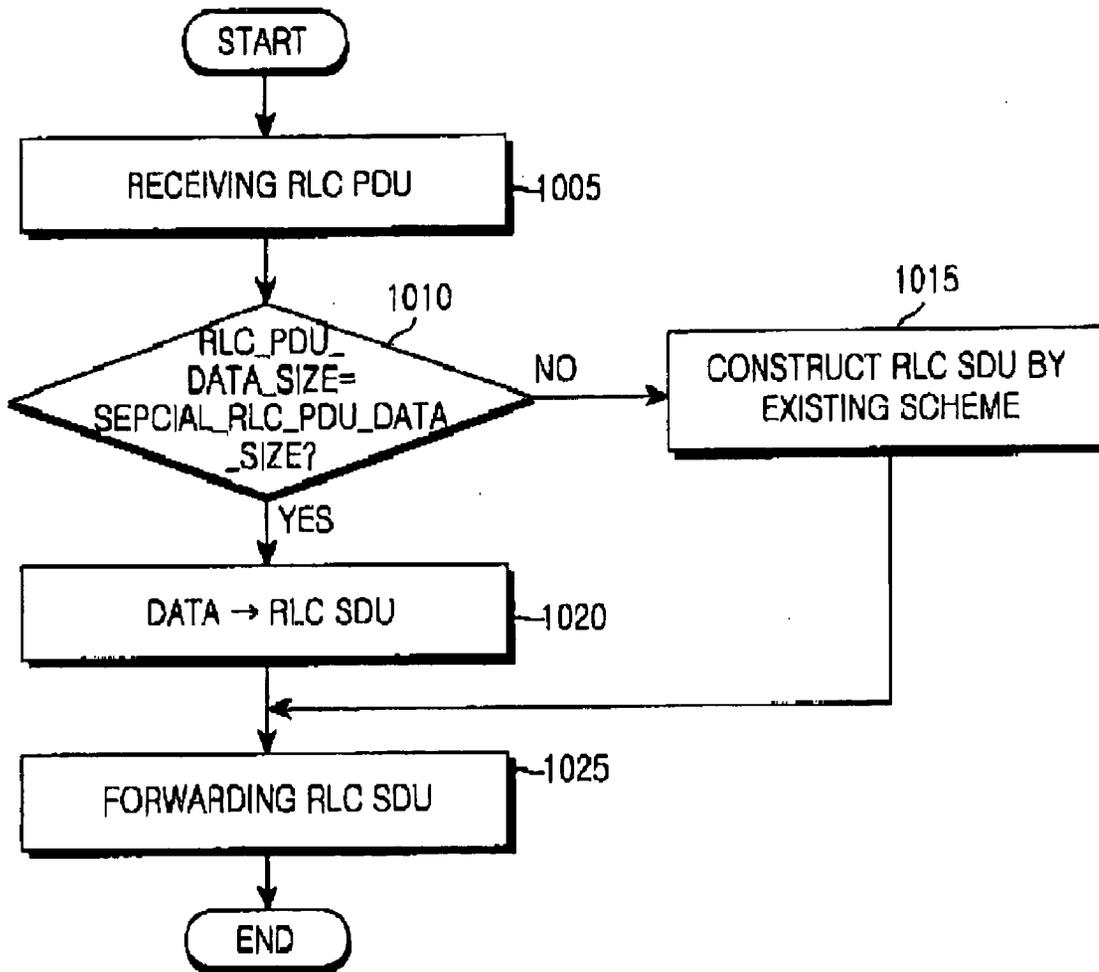 START
RECEIVING RLC PDU
1005
1010
RLC_PDU_
DATA_SIZE=
SEPCIAL_RLC_PDU_DATA
_SIZE?
NO
1015
CONSTRUCT RLC SDU BY
EXISTING SCHEME
YES
DATA → RLC SDU
1020
FORWARDING RLC SDU
1025
END